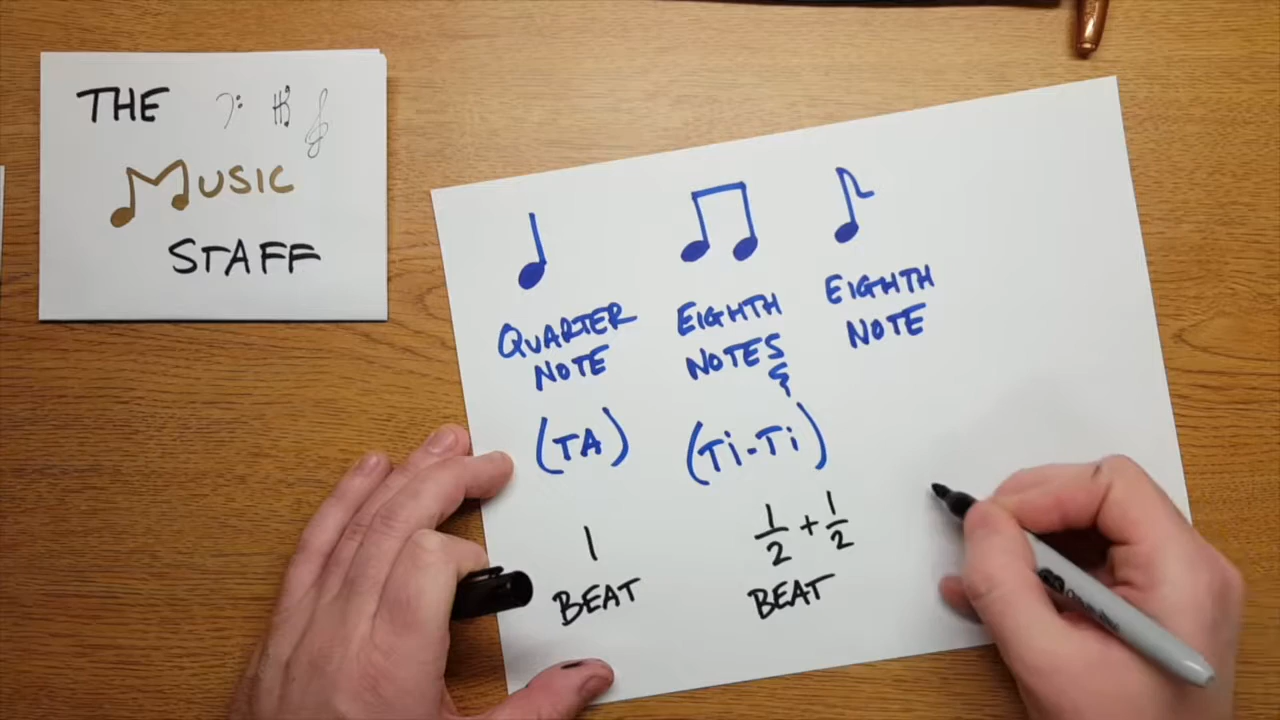 THE
MUSIC
STAFF
QUARTER
NOTE
(TA)
1
BEAT
EIGHTH
NOTES
(Ti-Ti)
1/2 + 1/2
BEAT
EIGHTH
NOTE